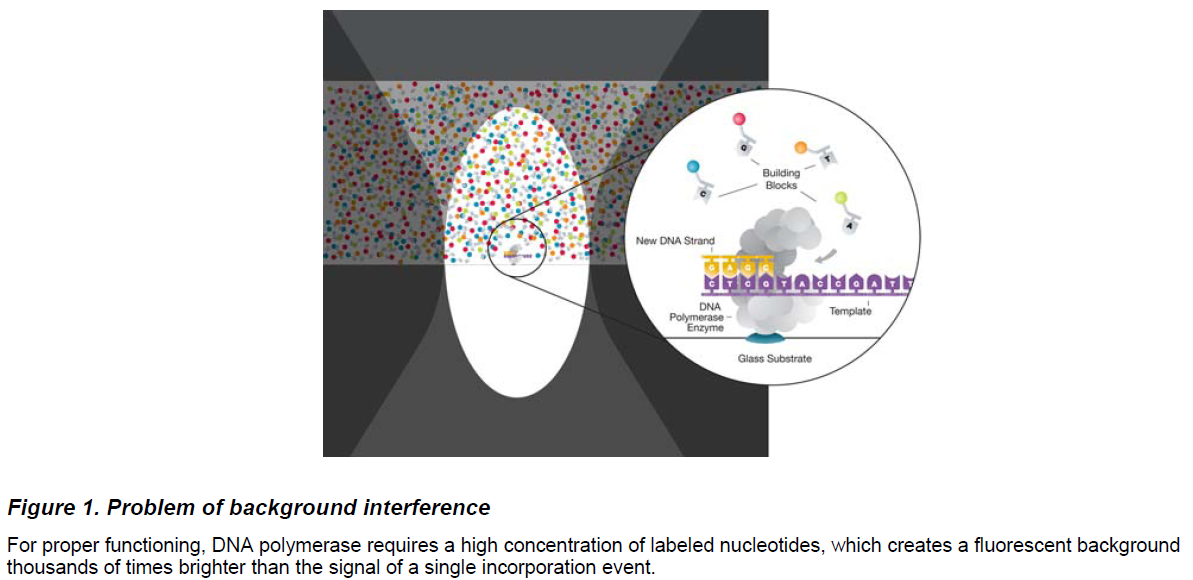 G
T
Building
Blocks
C
A
New DNA Strand
G A G C
C T C G T A C C G A T T
DNA
Polymerase
Enzyme
Template
Glass Substrate
Figure 1. Problem of background interference
For proper functioning, DNA polymerase requires a high concentration of labeled nucleotides, which creates a fluorescent background
thousands of times brighter than the signal of a single incorporation event.